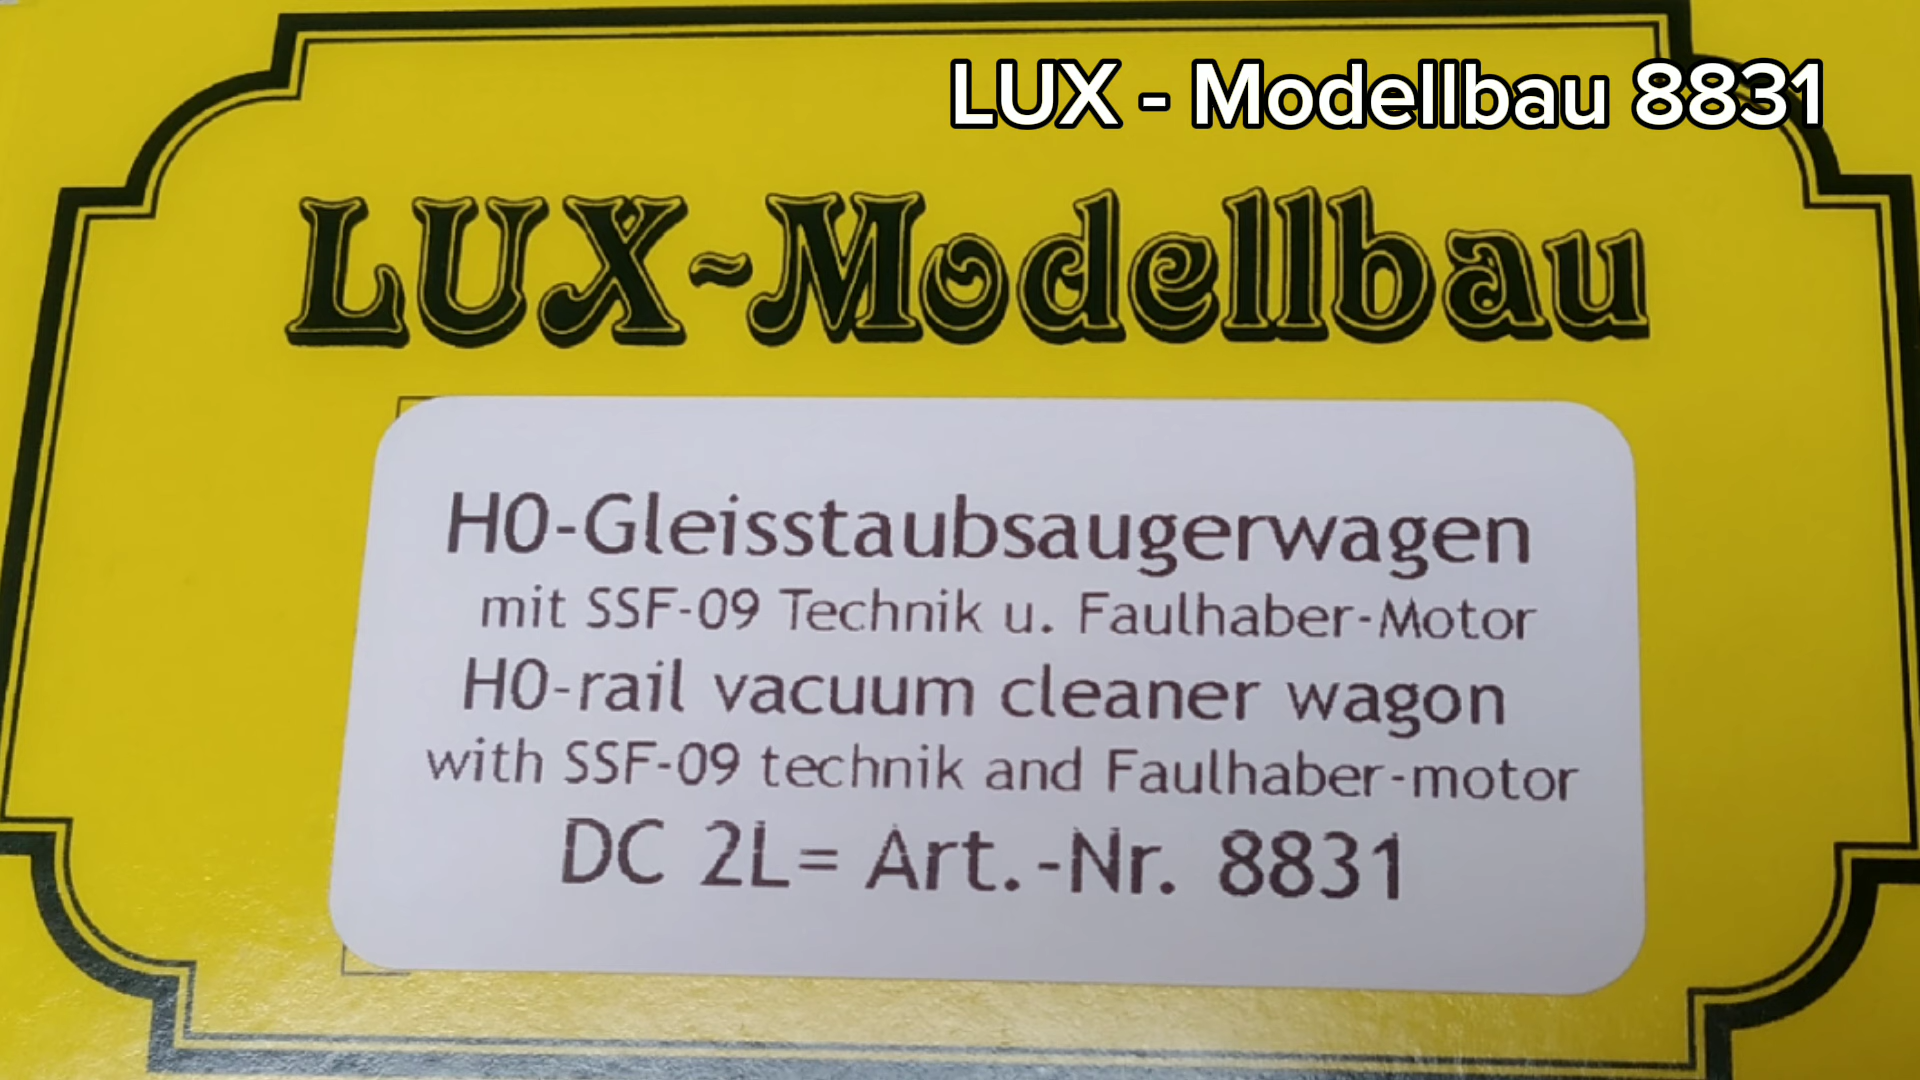 LUX - Modellbau 8831
LUX-Modellbau
H0-Gleisstaubsaugerwagen
mit SSF-09 Technik u. Faulhaber-Motor
H0-rail vacuum cleaner wagon
with SSF-09 technik and Faulhaber-motor
DC 2L= Art.-Nr. 8831